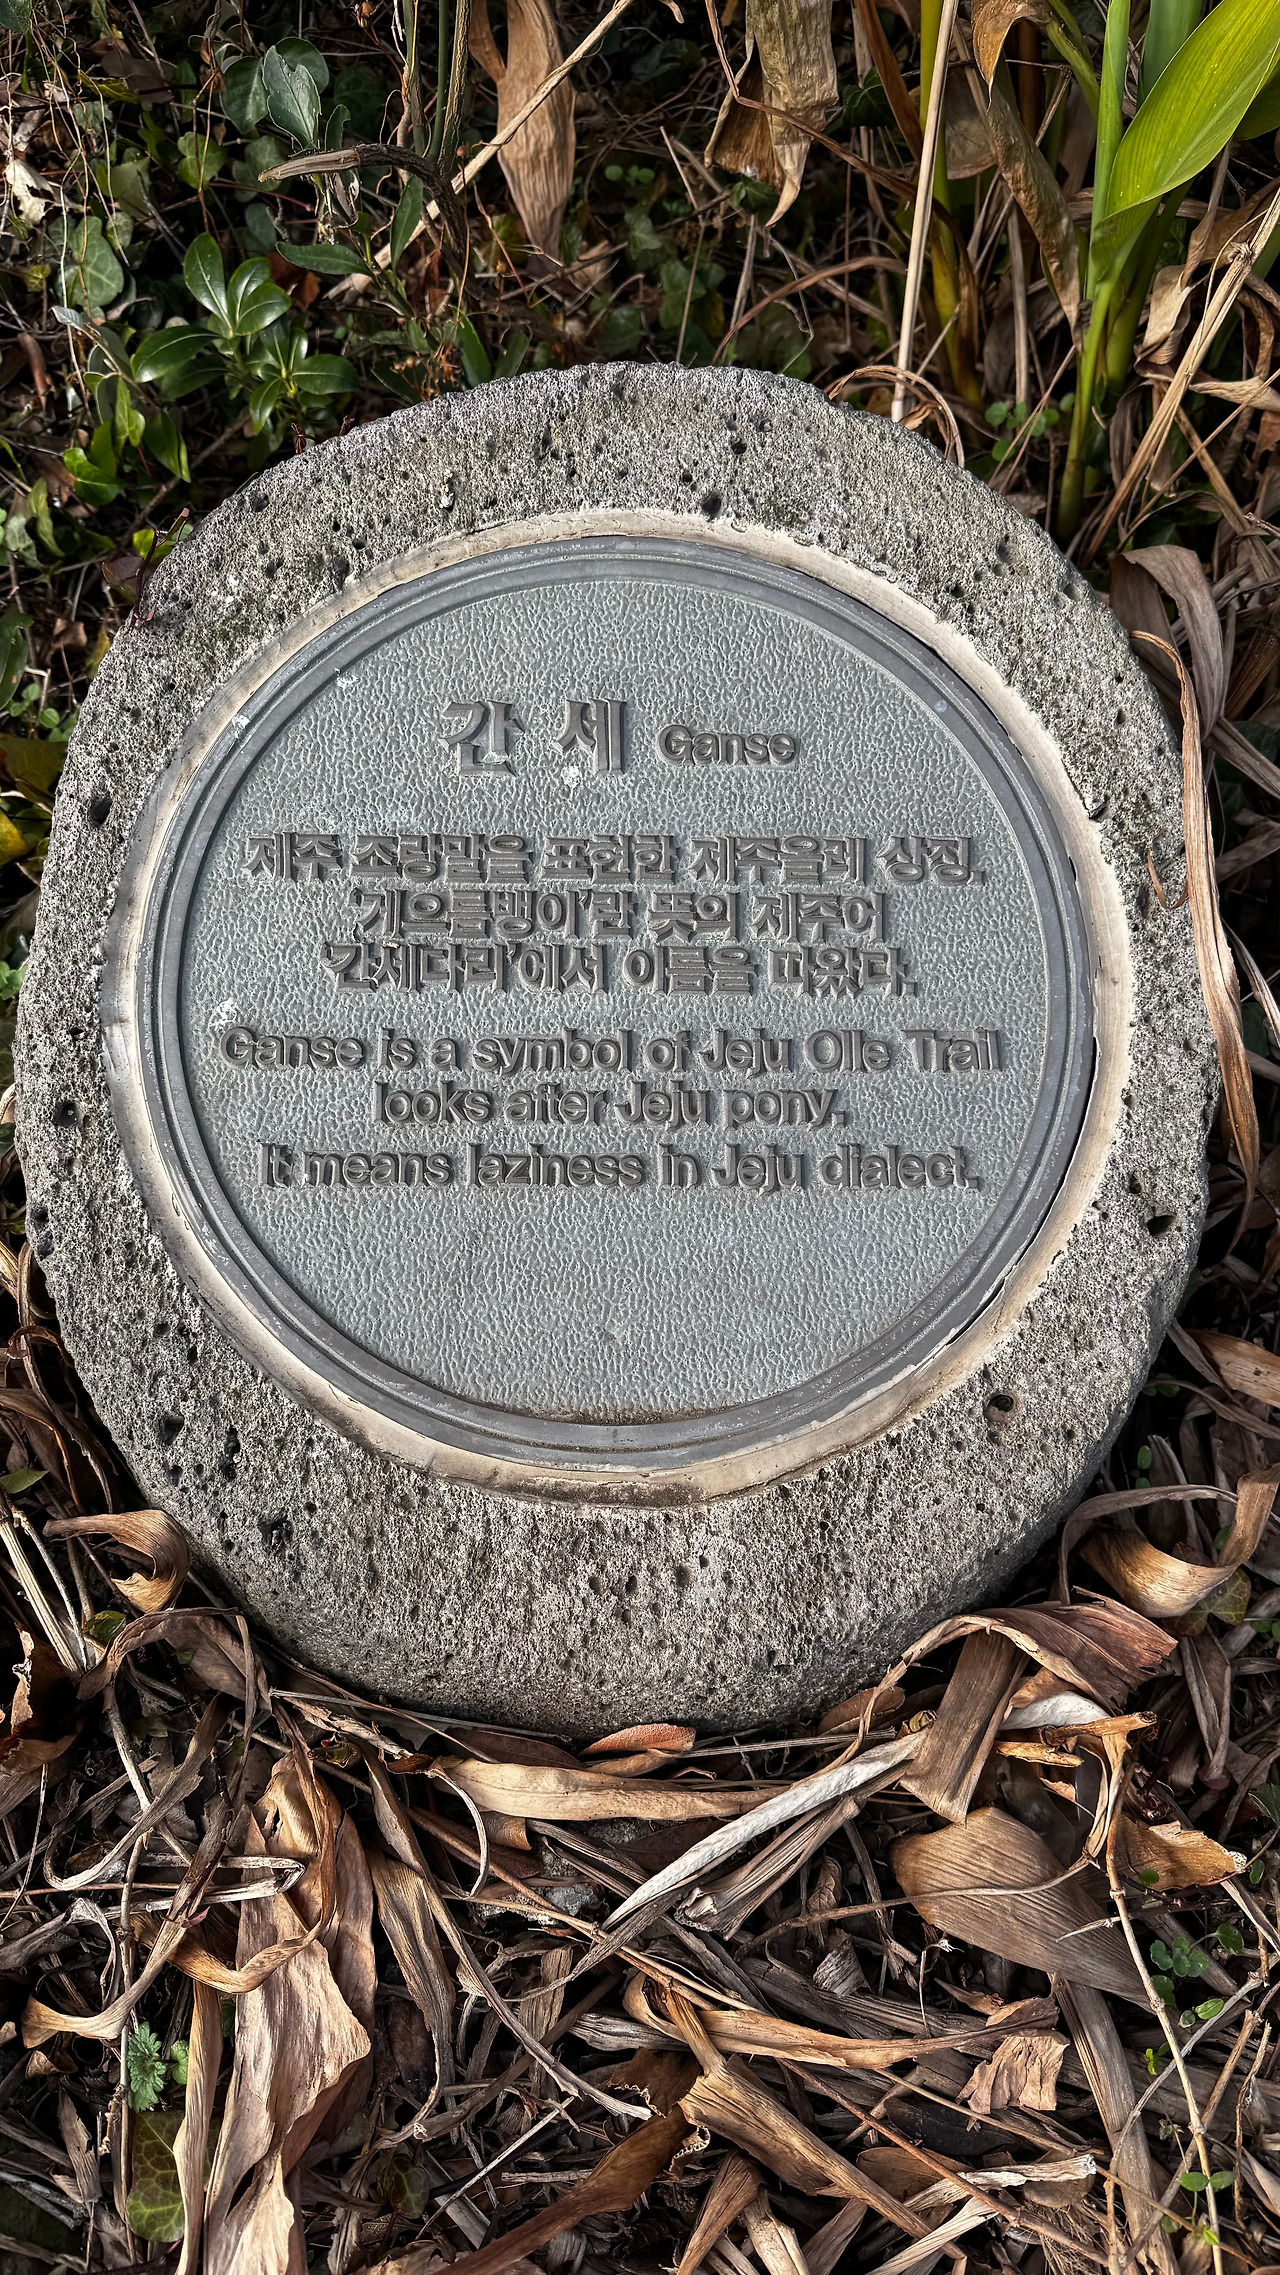 간세 Ganse
제주 조랑말을 표현한 제주올레 상징.
'게으름뱅이'란 뜻의 제주어
'간세다리'에서 이름을 따왔다.
Ganse is a symbol of Jeju Olle Trail
looks after Jeju pony.
It means laziness in Jeju dialect.